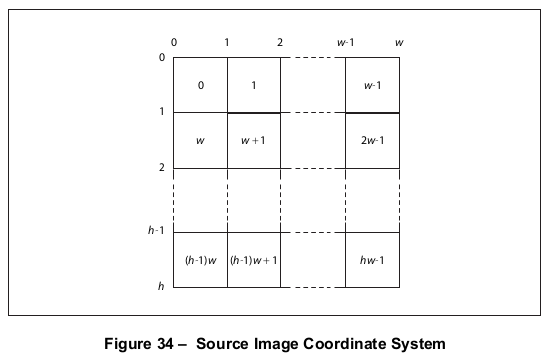 0 1 2 w-1 w
0
0 1 w-1
1
w w+1 2w-1
2
h-1
(h-1)w (h-1)w+1 hw-1
h
Figure 34 – Source Image Coordinate System